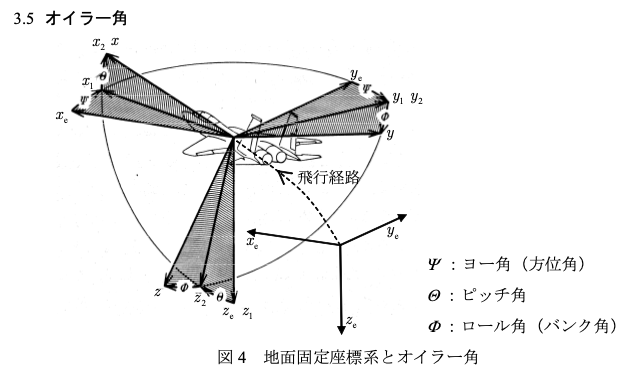 3.5 オイラー角
x₂ x
yₑ
Ψ
x₁
Θ
y₁ y₂
xₑ
Ψ
Φ
y
飛行経路
xₑ
yₑ
z
Φ
z₂
Θ
zₑ z₁
zₑ
Ψ：ヨー角（方位角）
Θ：ピッチ角
Φ：ロール角（バンク角）
図4 地面固定座標系とオイラー角